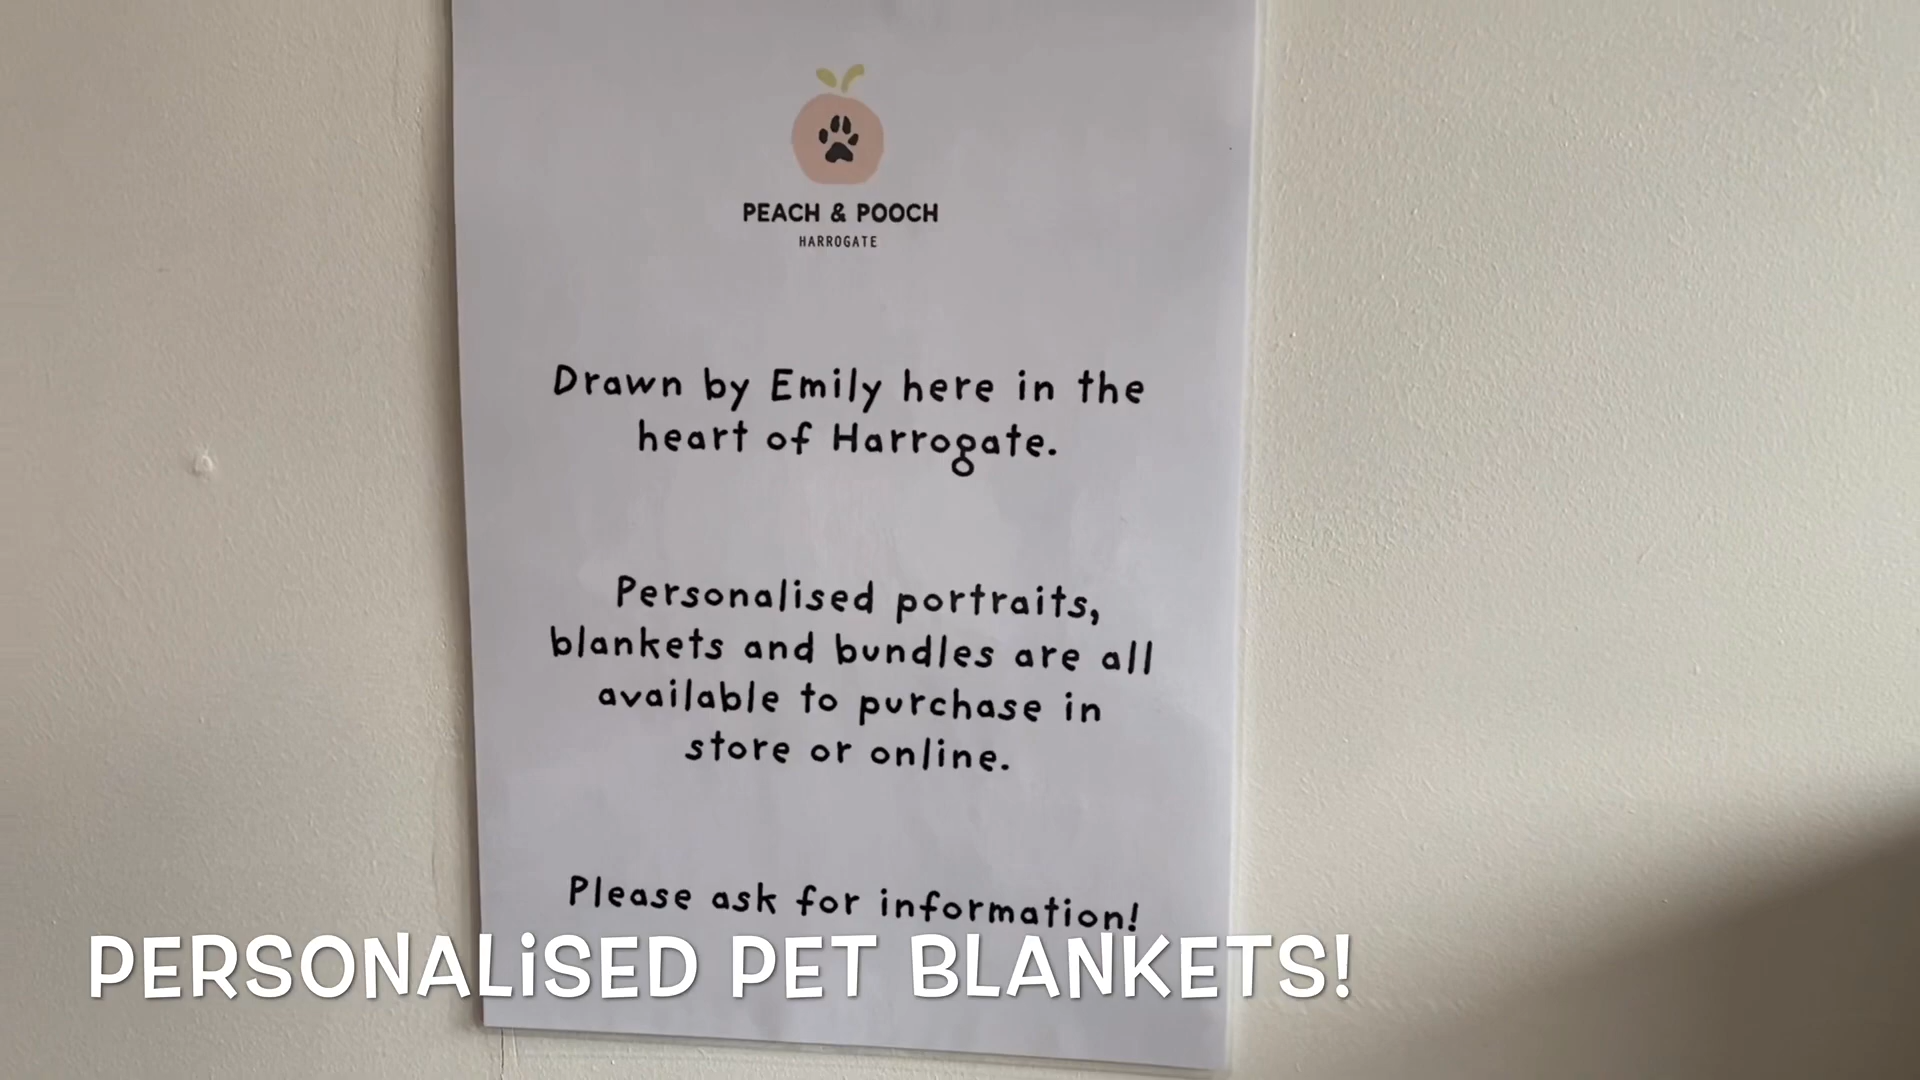 PEACH & POOCH
HARROGATE
Drawn by Emily here in the
heart of Harrogate.
Personalised portraits,
blankets and bundles are all
available to purchase in
store or online.
Please ask for information!
PERSONALiSED PET BLANKETS!